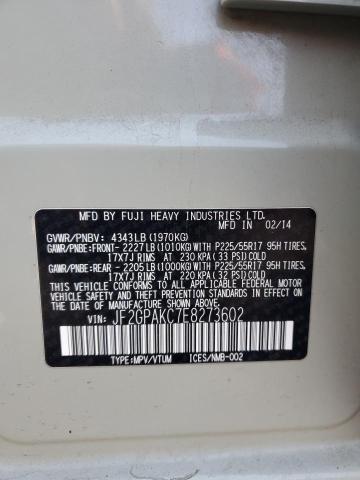 MFD BY FUJI HEAVY INDUSTRIES LTD.
MFD IN 02/14
GVWR/PNBV: 4343LB(1970KG)
GAWR/PNBE:FRONT- 2227LB(1010KG)WITH P225/55R17 95H TIRES,
17X7J RIMS AT 230 KPA(33 PSI)COLD
GAWR/PNBE:REAR - 2205LB(1000KG)WITH P225/55R17 95H TIRES,
17X7J RIMS AT 220 KPA(32 PSI)COLD
THIS VEHICLE CONFORMS TO ALL APPLICABLE FEDERAL MOTOR
VEHICLE SAFETY AND BUMPER STANDARDS IN EFFECT ON THE
DATE OF MANUFACTURE SHOWN ABOVE.
VIN: JF2GPAKC7E8273602
TYPE:MPV/VTUM ICES/NMB-002